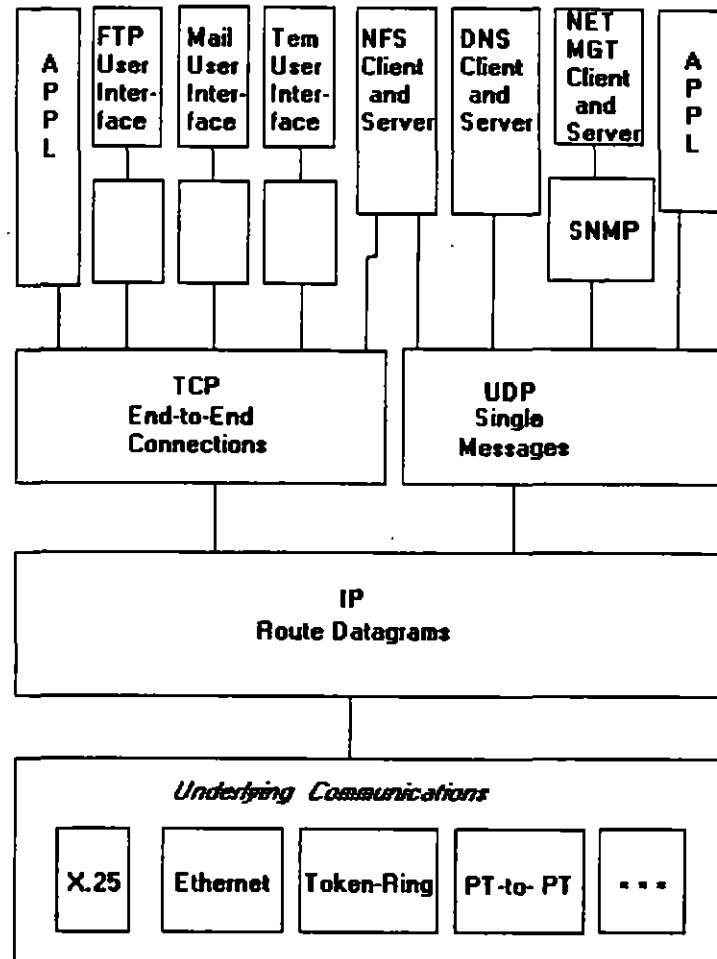 A
P
P
L
FTP
User
Inter-
face
Mail
User
Inter-
face
Tem
User
Inter-
face
NFS
Client
and
Server
DNS
Client
and
Server
NET
MGT
Client
and
Server
A
P
P
L
SNMP
TCP
End-to-End
Connections
UDP
Single
Messages
IP
Route Datagrams
Underlying Communications
X.25
Ethernet
Token-Ring
PT-to- PT
***